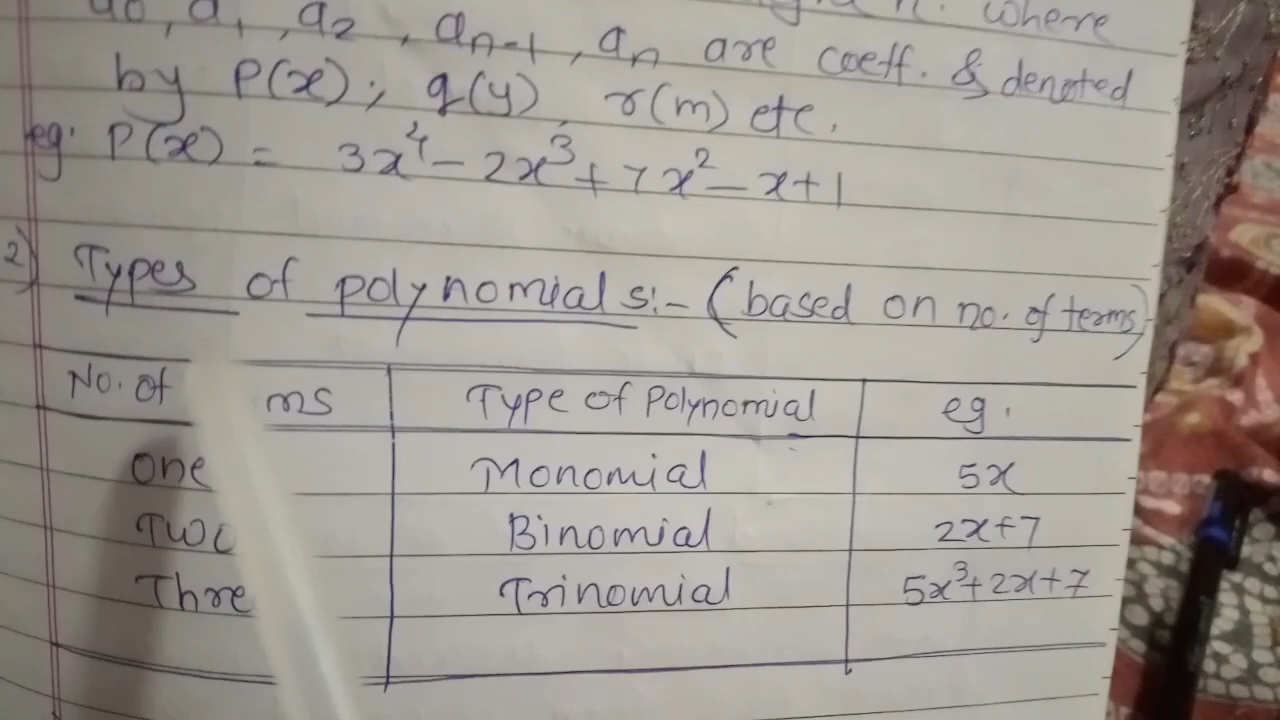 a0, a1, a2, an-1, an are coeff. & denoted
by P(x), q(y), r(m) etc.
eg. P(x) = 3x⁴ - 2x³ + 7x² - x + 1
2) Types of polynomials:- (based on no. of terms)
No. of ms | Type of Polynomial | eg.
One | Monomial | 5x
Two | Binomial | 2x+7
Thre | Trinomial | 5x³+2x+7